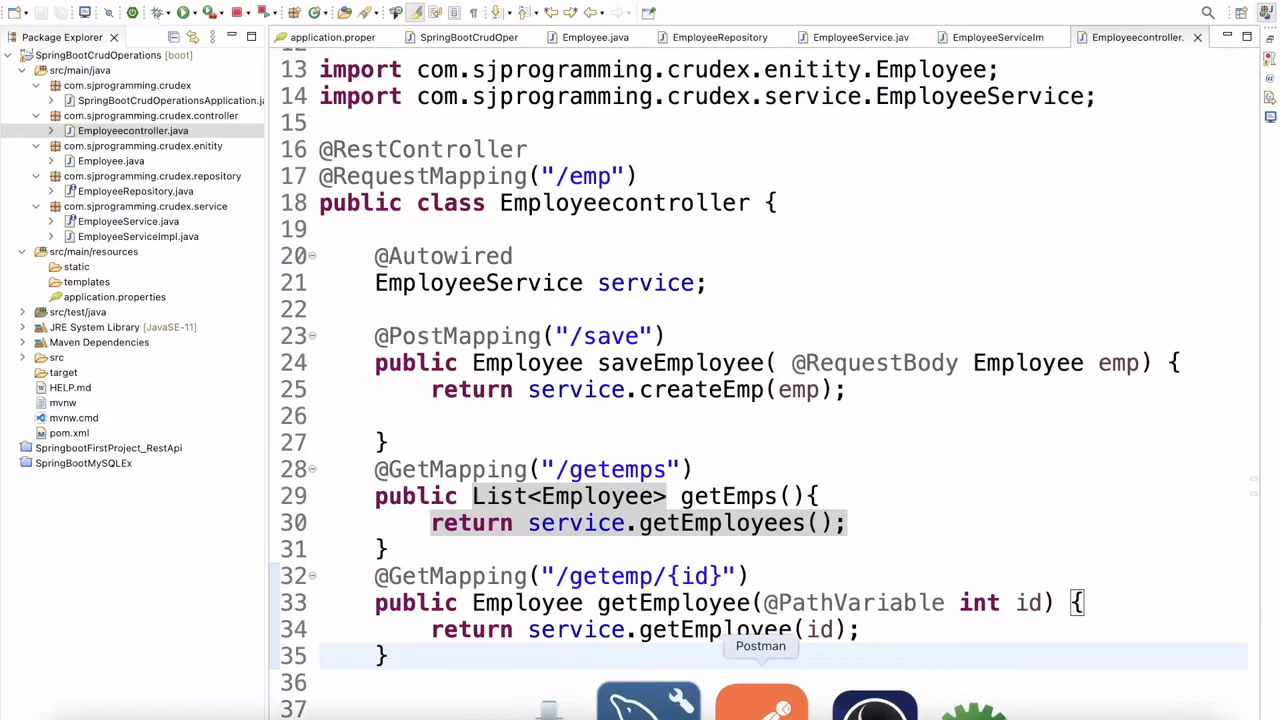 Package Explorer
SpringBootCrudOperations [boot]
src/main/java
com.sjprogramming.crudex
SpringBootCrudOperationsApplication.ja
com.sjprogramming.crudex.controller
Employeecontroller.java
com.sjprogramming.crudex.enitity
Employee.java
com.sjprogramming.crudex.repository
EmployeeRepository.java
com.sjprogramming.crudex.service
EmployeeService.java
EmployeeServiceImpl.java
src/main/resources
static
templates
application.properties
src/test/java
JRE System Library [JavaSE-11]
Maven Dependencies
src
target
HELP.md
mvnw
mvnw.cmd
pom.xml
SpringbootFirstProject_RestApi
SpringBootMySQLEx
application.proper
SpringBootCrudOper
Employee.java
EmployeeRepository
EmployeeService.jav
EmployeeServiceIm
Employeecontroller.
13 import com.sjprogramming.crudex.enitity.Employee;
14 import com.sjprogramming.crudex.service.EmployeeService;
15
16 @RestController
17 @RequestMapping("/emp")
18 public class Employeecontroller {
19
20 @Autowired
21 EmployeeService service;
22
23 @PostMapping("/save")
24 public Employee saveEmployee( @RequestBody Employee emp) {
25 return service.createEmp(emp);
26
27 }
28 @GetMapping("/getemps")
29 public List<Employee> getEmps(){
30 return service.getEmployees();
31 }
32 @GetMapping("/getemp/{id}")
33 public Employee getEmployee(@PathVariable int id) {
34 return service.getEmployee(id);
35 }
36
37
Postman